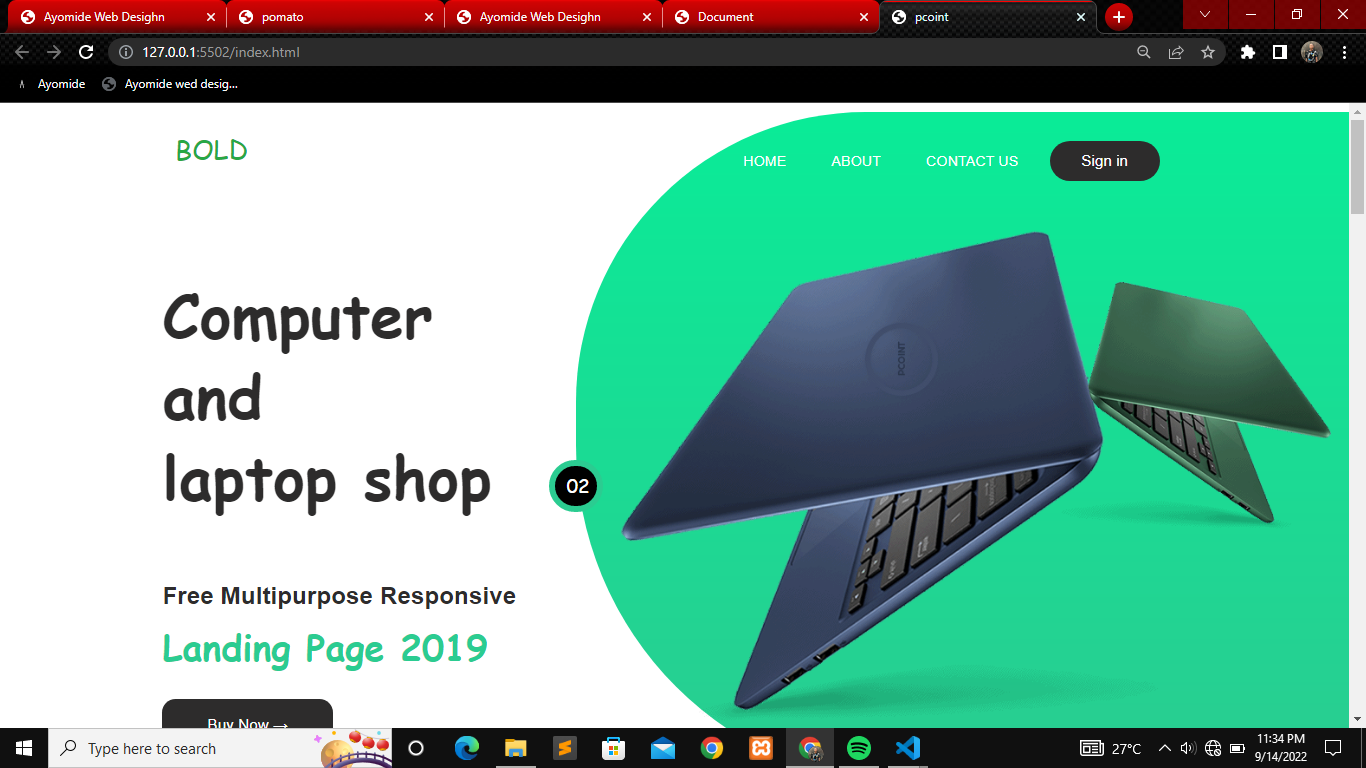 Ayomide Web Desighn
pomato
Ayomide Web Desighn
Document
pcoint
127.0.0.1:5502/index.html
Ayomide
Ayomide wed desig...
BOLD
HOME
ABOUT
CONTACT US
Sign in
Computer
and
laptop shop
PCOINT
02
Free Multipurpose Responsive
Landing Page 2019
Buy Now →
Type here to search
27°C
11:34 PM
9/14/2022